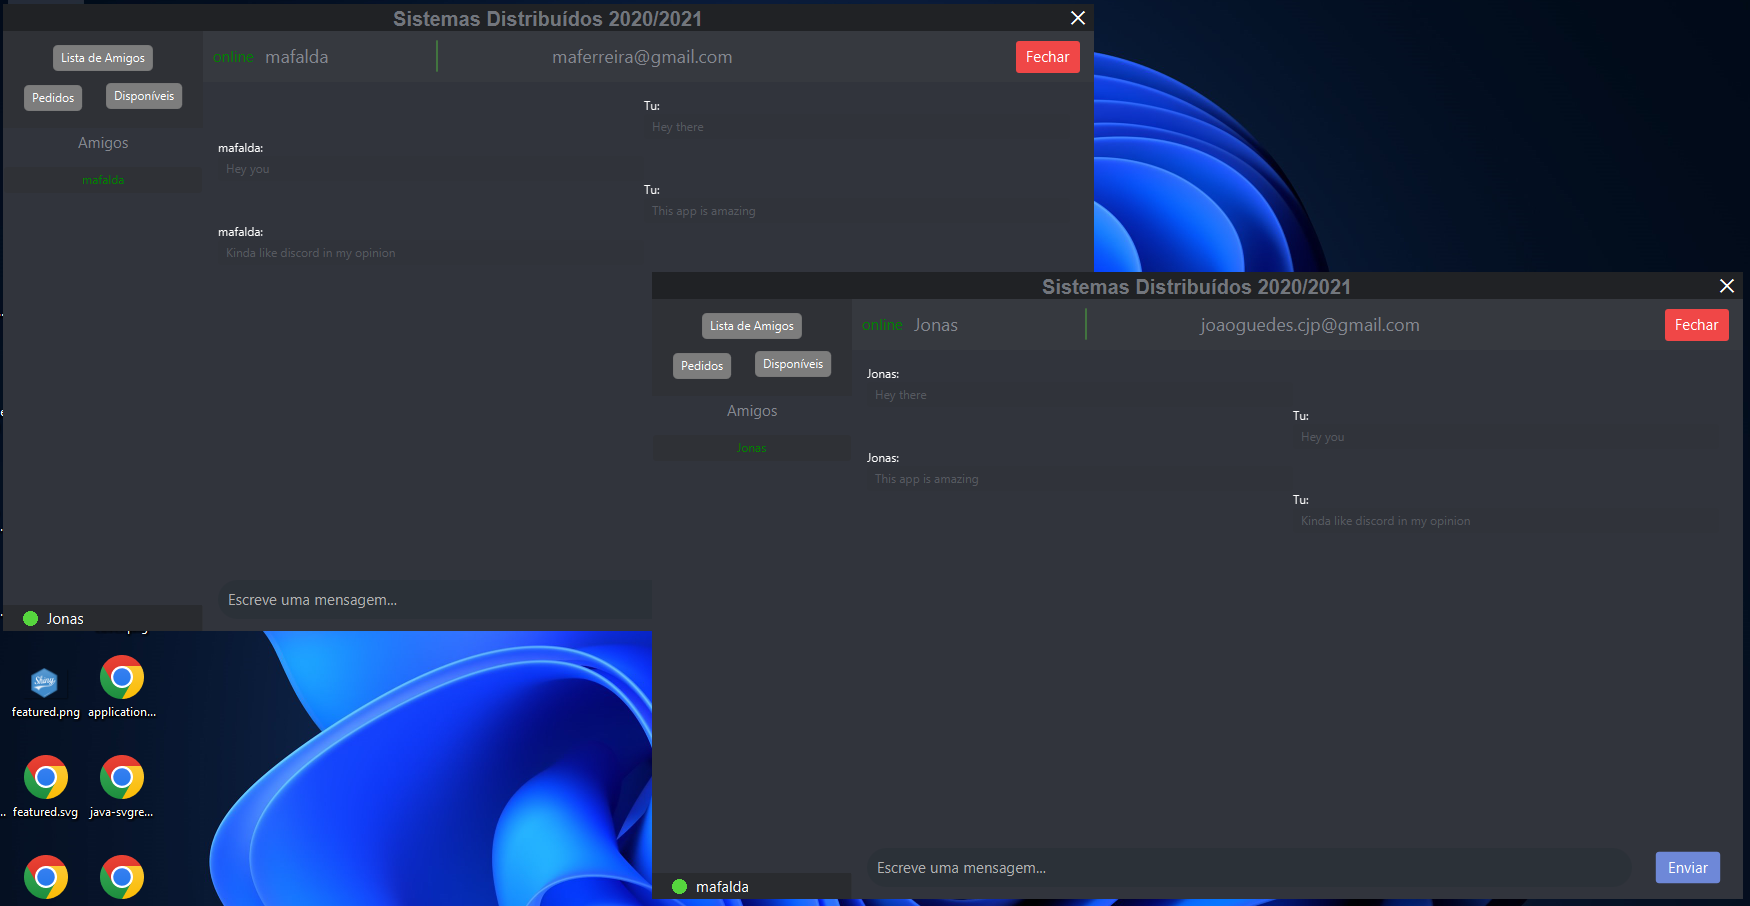 Sistemas Distribuídos 2020/2021
Lista de Amigos
Pedidos
Disponíveis
Amigos
mafalda
online mafalda
maferreira@gmail.com
Fechar
Tu:
Hey there
mafalda:
Hey you
Tu:
This app is amazing
mafalda:
Kinda like discord in my opinion
Escreve uma mensagem...
Jonas
Sistemas Distribuídos 2020/2021
Lista de Amigos
Pedidos
Disponíveis
Amigos
Jonas
online Jonas
joaoguedes.cjp@gmail.com
Fechar
Jonas:
Hey there
Tu:
Hey you
Jonas:
This app is amazing
Tu:
Kinda like discord in my opinion
Escreve uma mensagem...
Enviar
mafalda
Shiny
featured.png
application...
featured.svg
java-svgre...